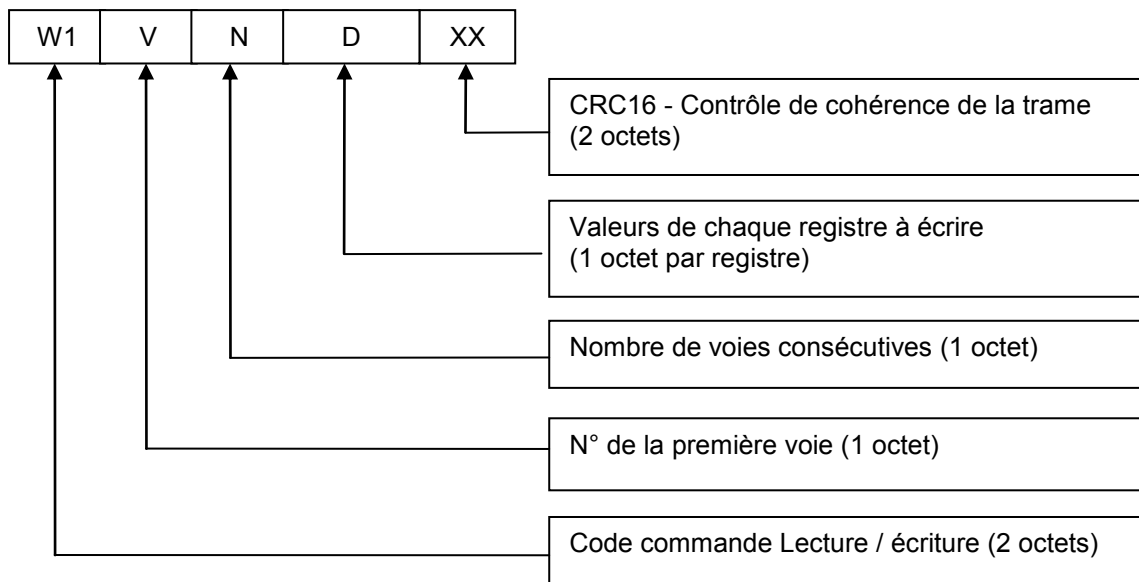 W1 V N D XX
CRC16 - Contrôle de cohérence de la trame
(2 octets)
Valeurs de chaque registre à écrire
(1 octet par registre)
Nombre de voies consécutives (1 octet)
N° de la première voie (1 octet)
Code commande Lecture / écriture (2 octets)